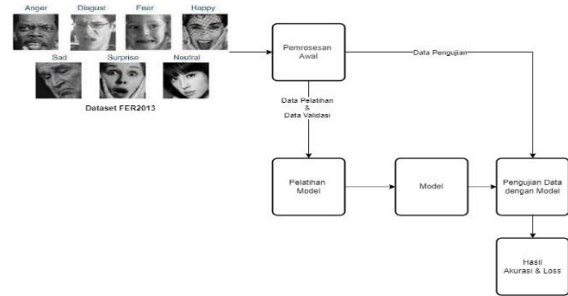 Anger Disgust Fear Happy
Sad Surprise Neutral
Dataset FER2013
Pemrosesan
Awal
Data Pengujian
Data Pelatihan
&
Data Validasi
Pelatihan
Model
Model
Pengujian Data
dengan Model
Hasil
Akurasi & Loss